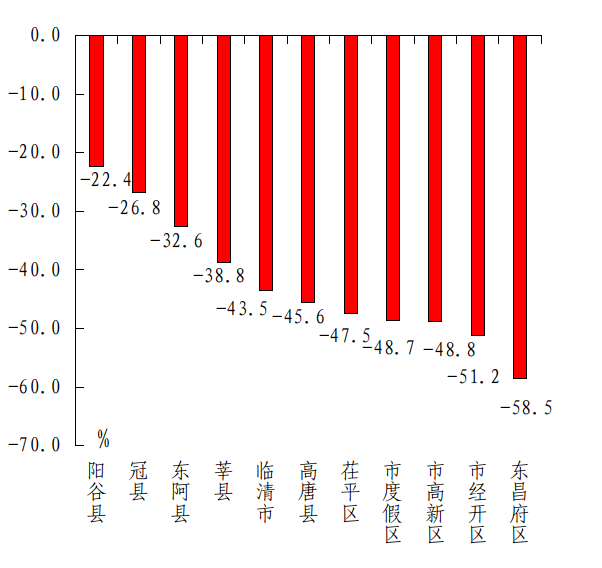 0.0
-10.0
-20.0
-30.0
-40.0
-50.0
-60.0
-70.0
%
-22.4
-26.8
-32.6
-38.8
-43.5
-45.6
-47.5
-48.7
-48.8
-51.2
-58.5
阳谷县
冠县
东阿县
莘县
临清市
高唐县
茌平区
市度假区
市高新区
市经开区
东昌府区